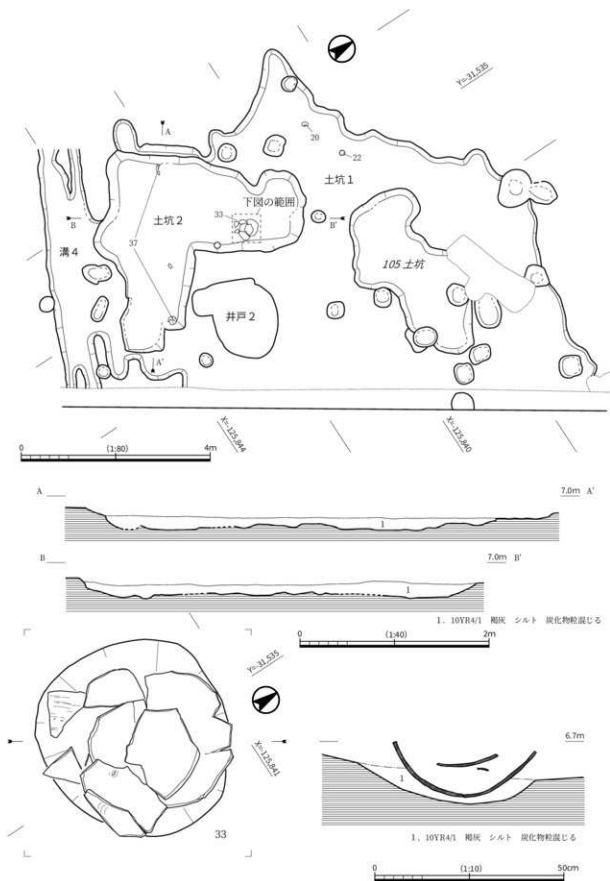 Y=-31,535
A
20
22
土坑1
下図の範囲
33
B
土坑2
B'
溝4
37
105 土坑
井戸2
A'
0 (1:80) 4m
X=-125,844
X=-125,840
A 7.0m A'
1
B 7.0m B'
1
1. 10YR4/1 褐灰 シルト 炭化物粒混じる
0 (1:40) 2m
Y=-31,535
X=-125,841
6.7m
1
33
1. 10YR4/1 褐灰 シルト 炭化物粒混じる
0 (1:10) 50cm